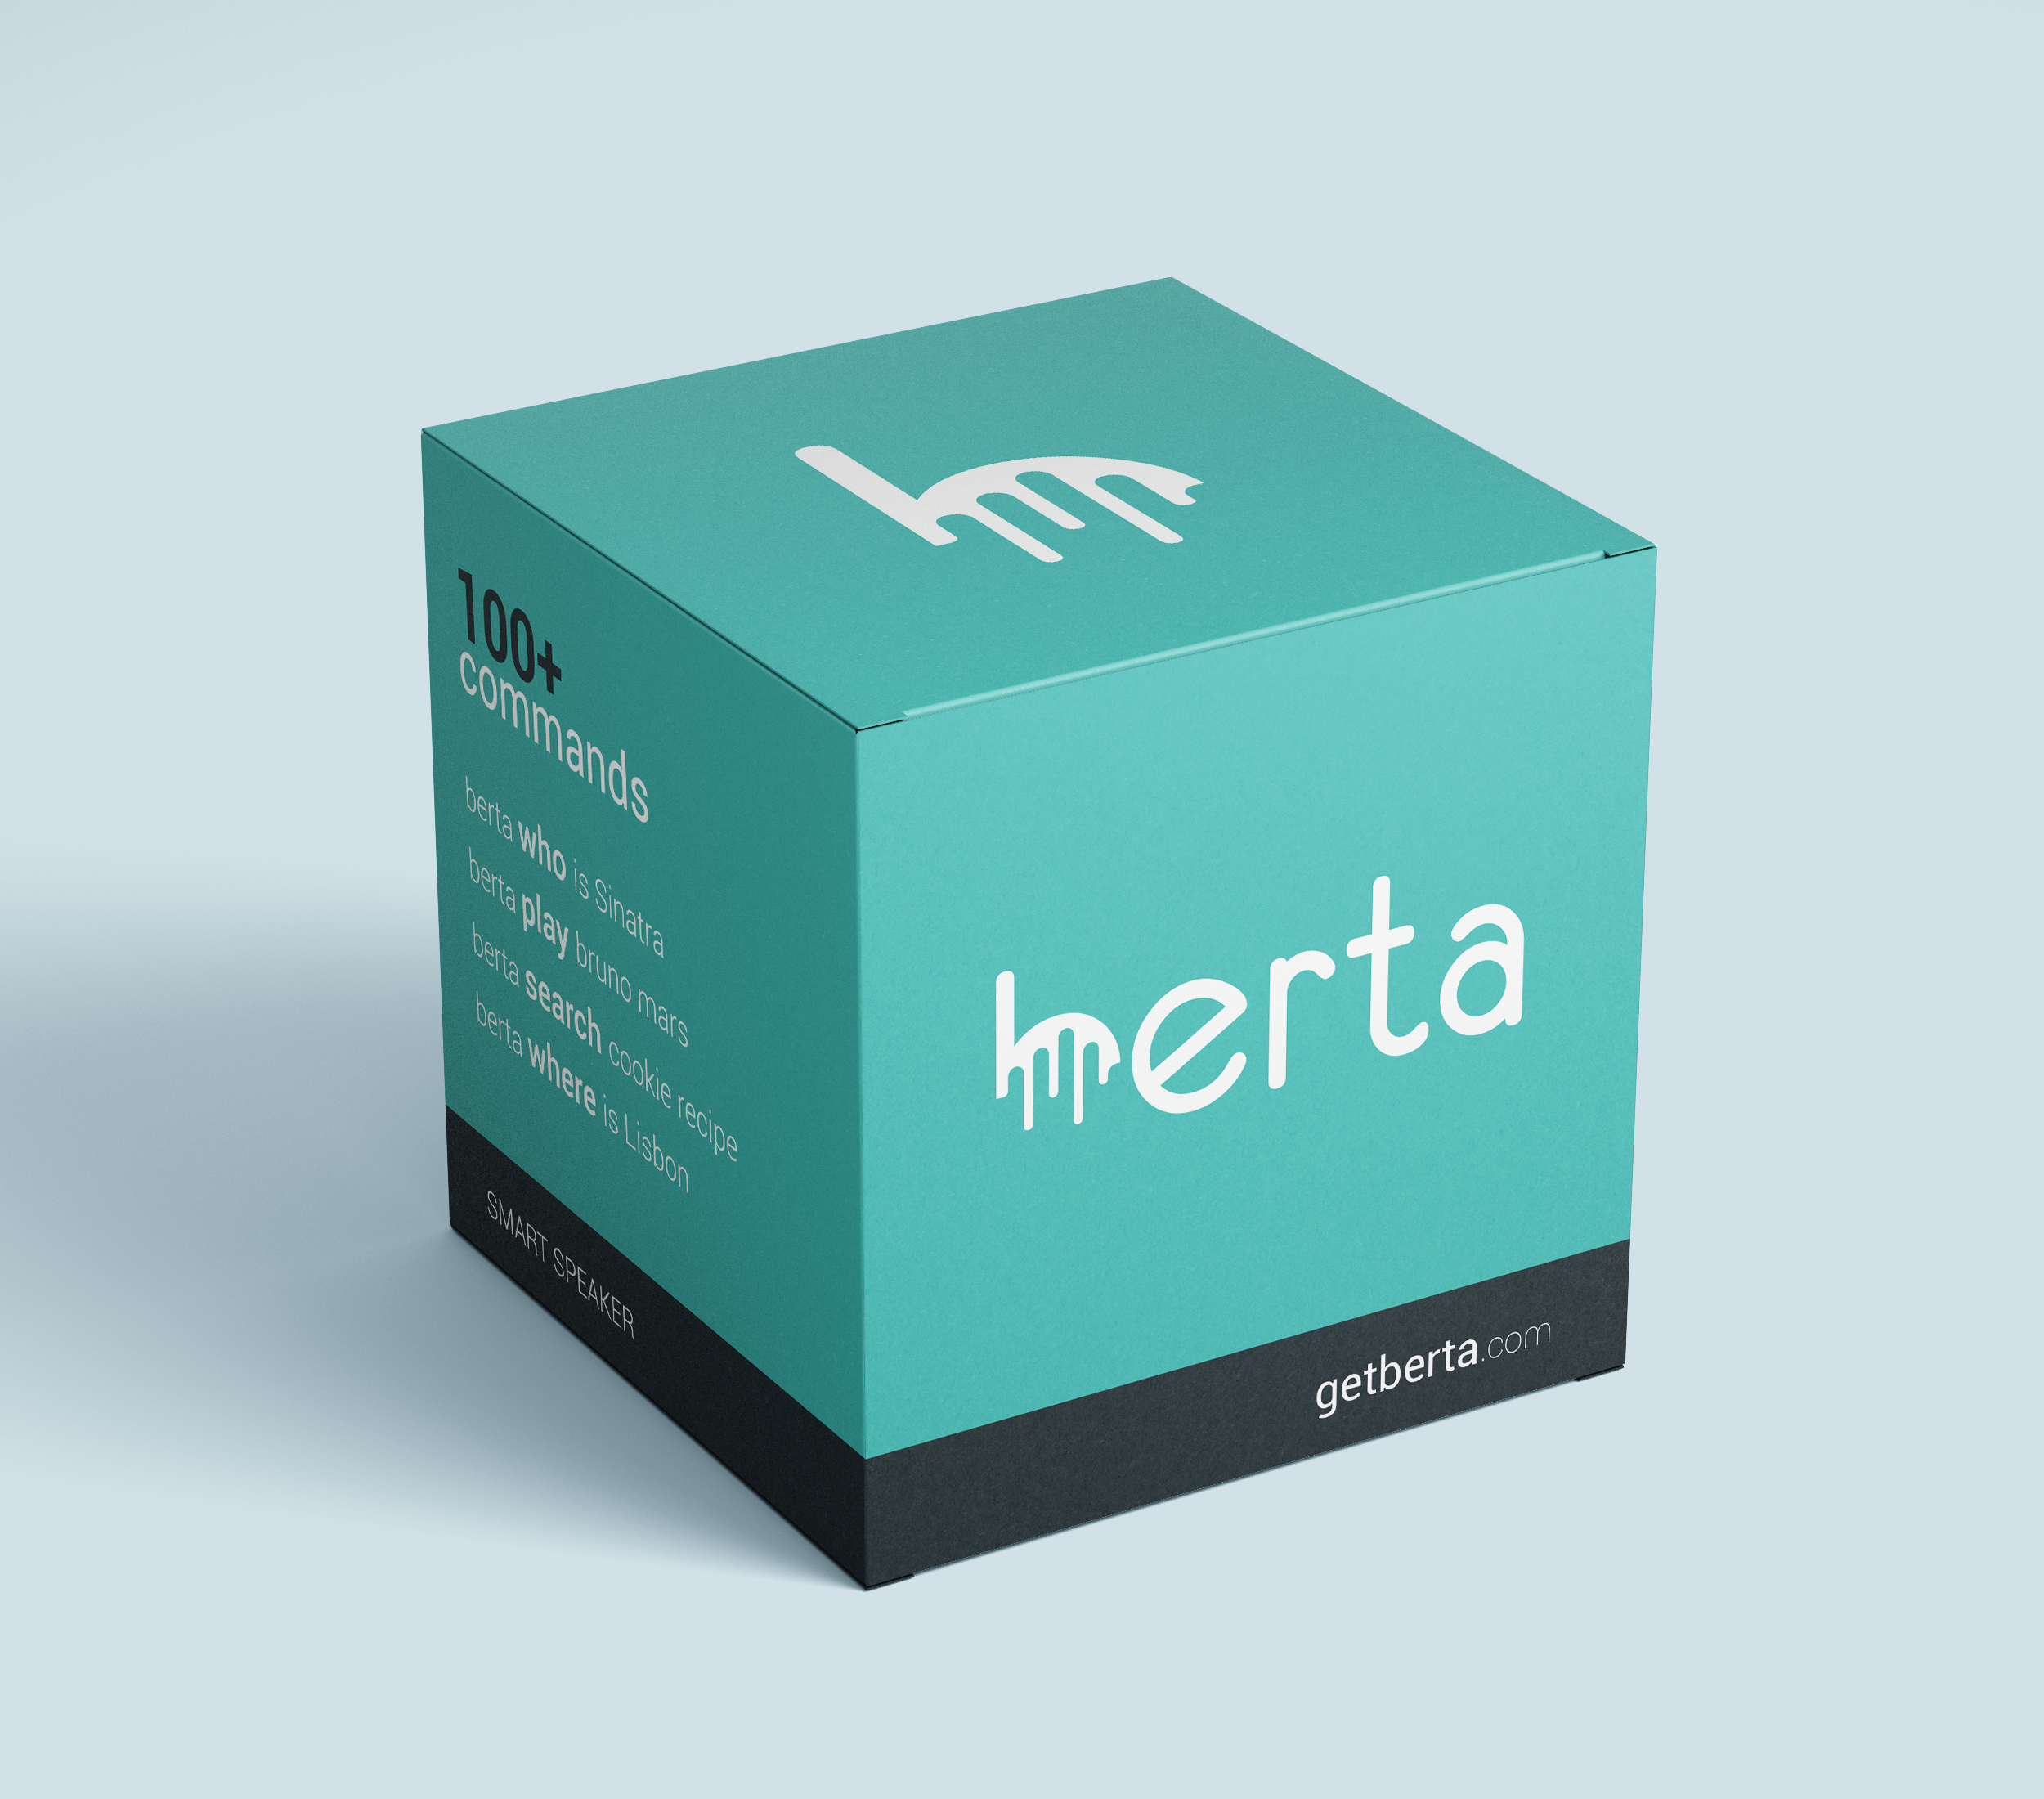 100+
commands
berta who is Sinatra
berta play bruno mars
berta search cookie recipe
berta where is Lisbon
SMART SPEAKER
berta
getberta.com